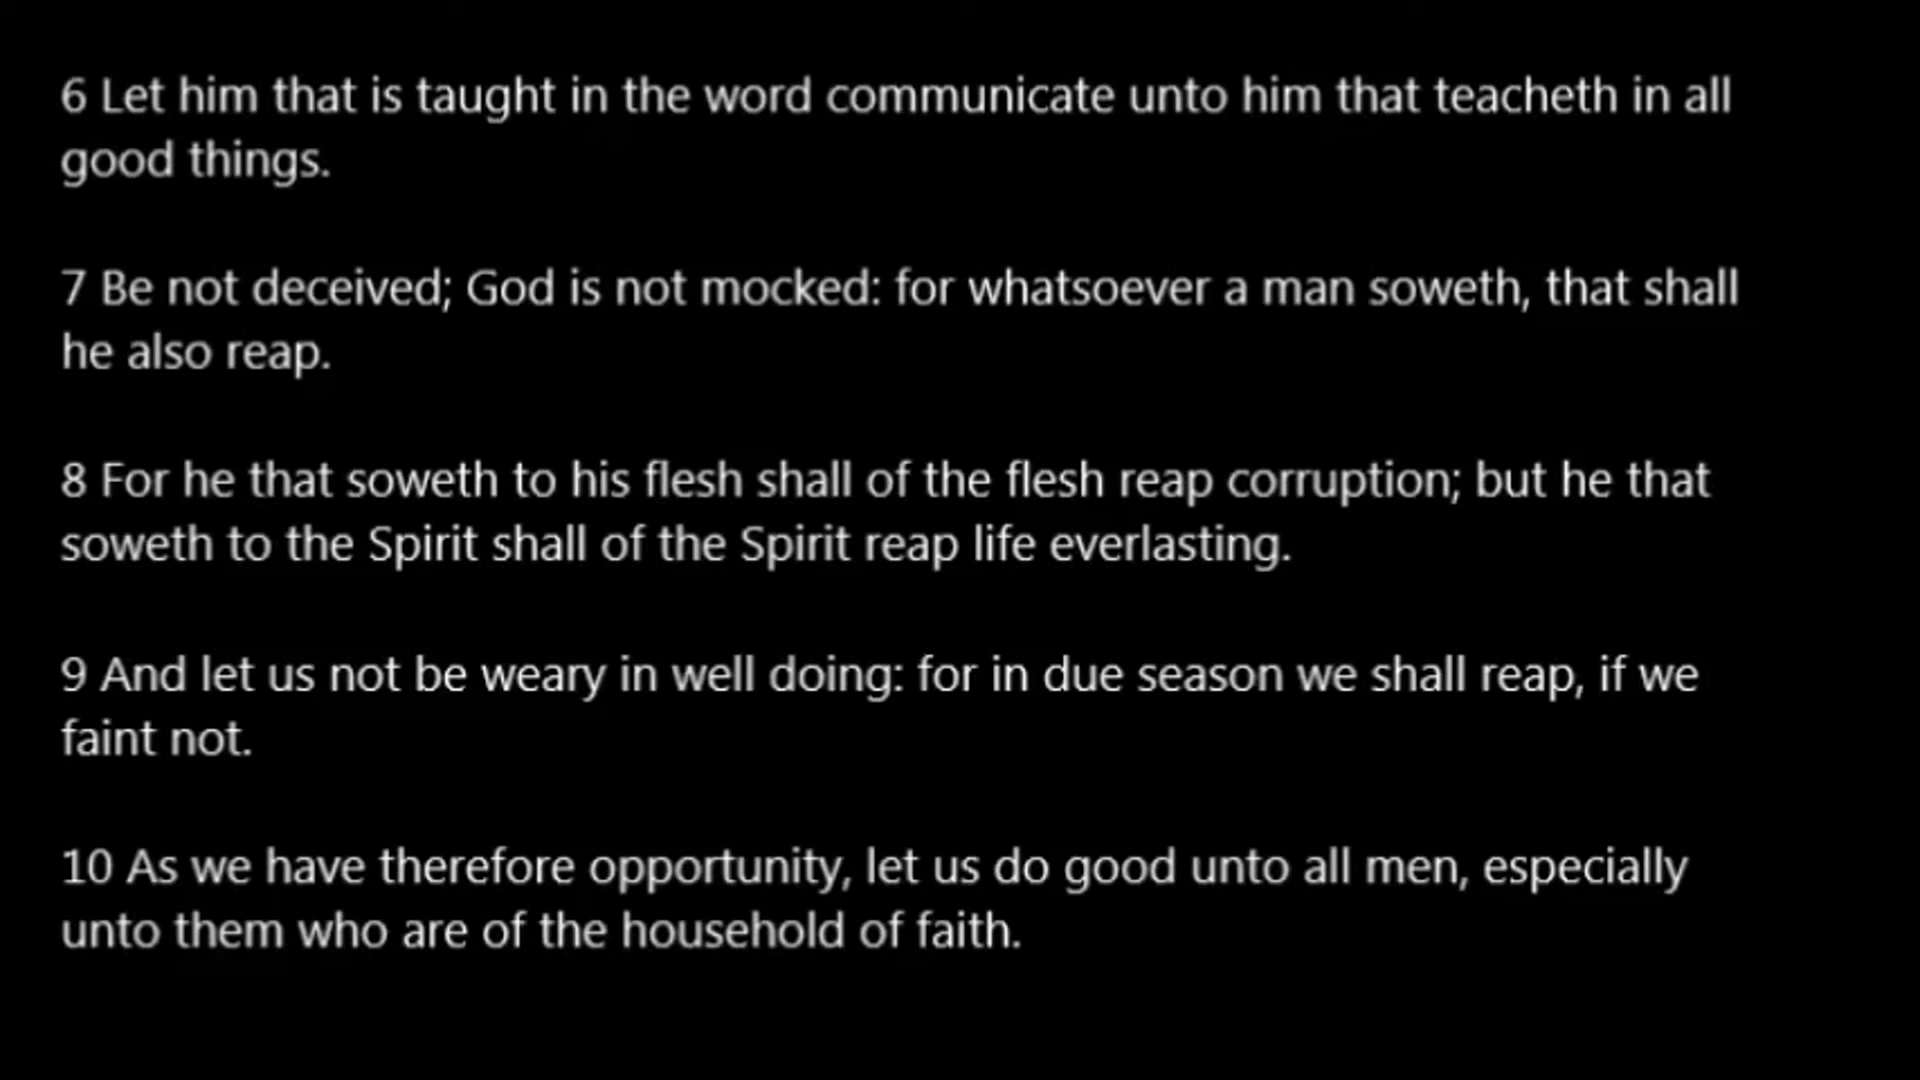 6 Let him that is taught in the word communicate unto him that teacheth in all
good things.
7 Be not deceived; God is not mocked: for whatsoever a man soweth, that shall
he also reap.
8 For he that soweth to his flesh shall of the flesh reap corruption; but he that
soweth to the Spirit shall of the Spirit reap life everlasting.
9 And let us not be weary in well doing: for in due season we shall reap, if we
faint not.
10 As we have therefore opportunity, let us do good unto all men, especially
unto them who are of the household of faith.